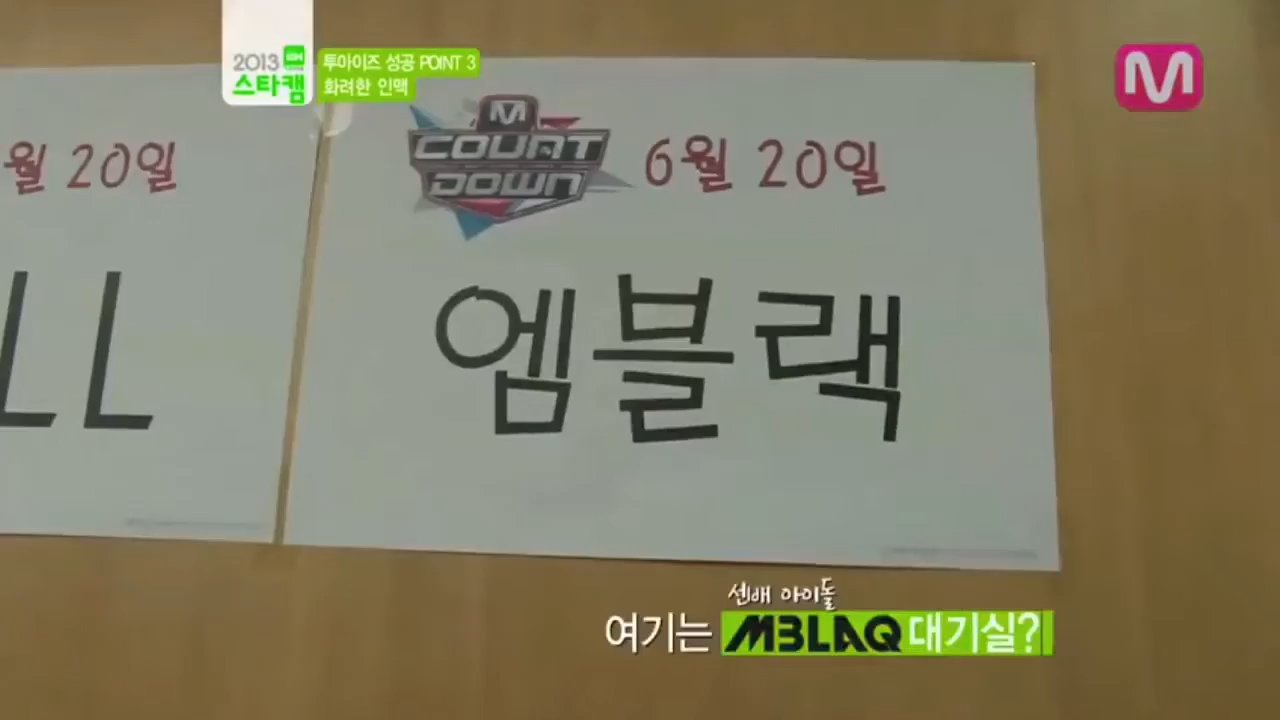 2013
스타캠
투아이즈 성공 POINT 3
화려한 인맥
M
월 20일
LL
M
COUNT
DOWN
6월 20일
엠블랙
선배 아이돌
여기는 MBLAQ 대기실?